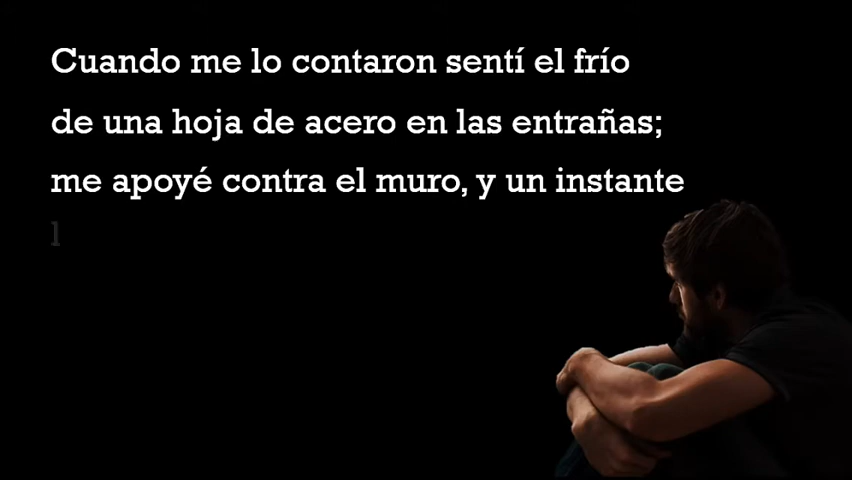 Cuando me lo contaron sentí el frío
de una hoja de acero en las entrañas;
me apoyé contra el muro, y un instante
l